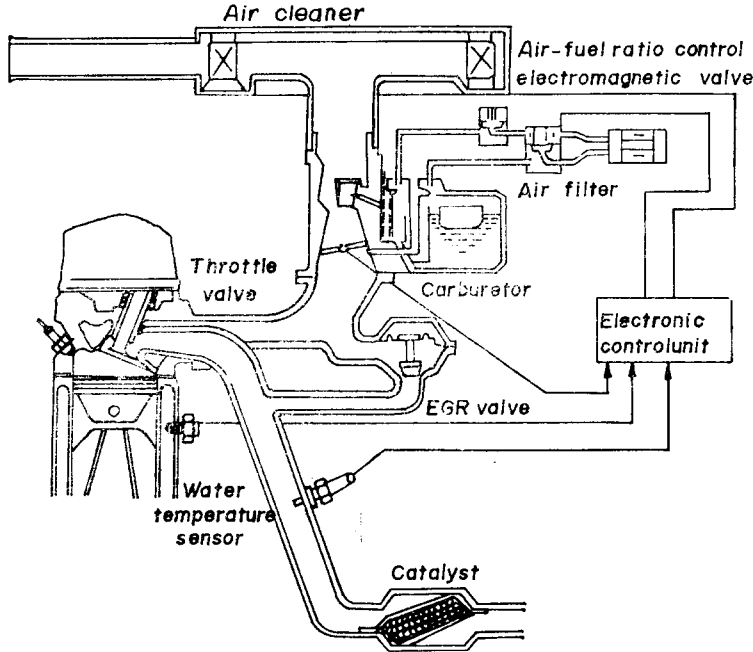 Air cleaner
Air-fuel ratio control
electromagnetic valve
Air filter
Throttle
valve
Carburetor
Electronic
controlunit
EGR valve
Water
temperature
sensor
Catalyst